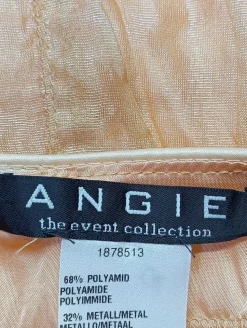 ANGIE
the event collection
1878513
68% POLYAMID
POLYAMIDE
POLYIMMIDE
32% METALL/METAL
METALLO/METAAL